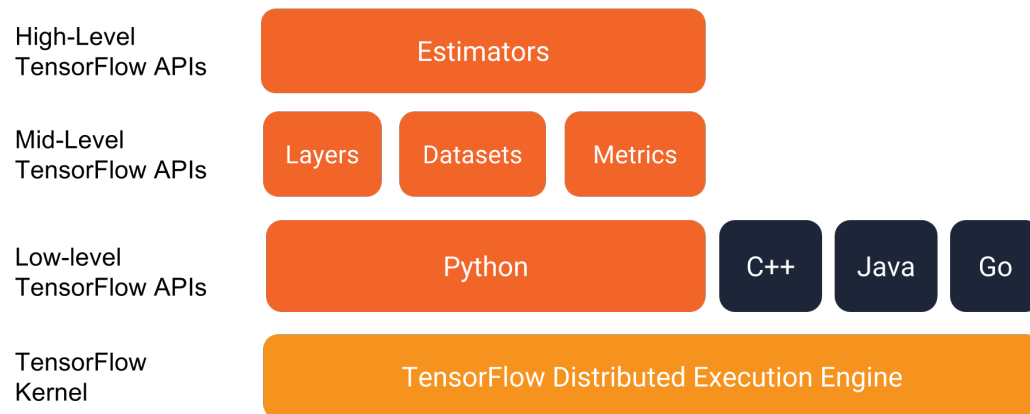 High-Level
TensorFlow APIs
Estimators
Mid-Level
TensorFlow APIs
Layers
Datasets
Metrics
Low-level
TensorFlow APIs
Python
C++
Java
Go
TensorFlow
Kernel
TensorFlow Distributed Execution Engine